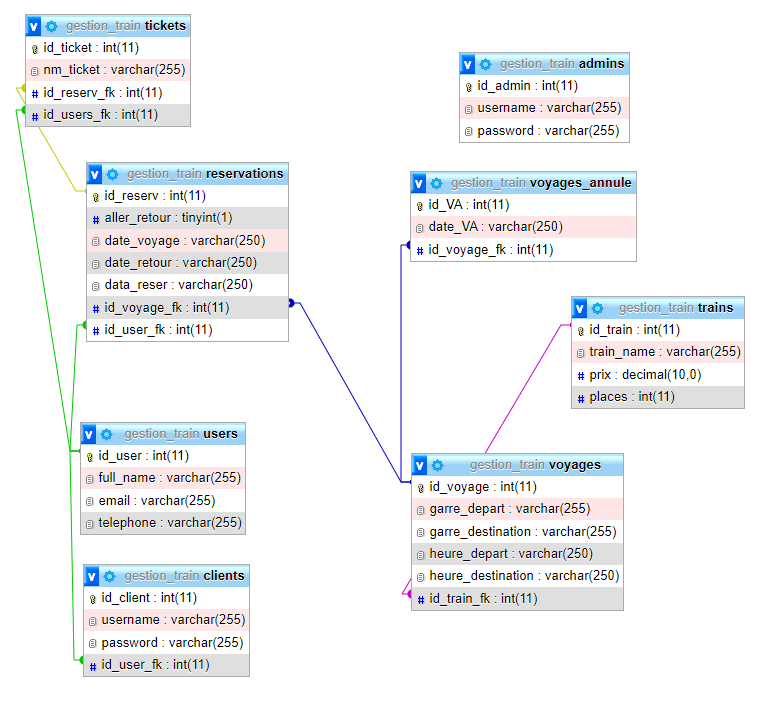 v gestion_train tickets
id_ticket : int(11)
nm_ticket : varchar(255)
# id_reserv_fk : int(11)
# id_users_fk : int(11)
v gestion_train admins
id_admin : int(11)
username : varchar(255)
password : varchar(255)
v gestion_train reservations
id_reserv : int(11)
# aller_retour : tinyint(1)
date_voyage : varchar(250)
date_retour : varchar(250)
data_reser : varchar(250)
# id_voyage_fk : int(11)
# id_user_fk : int(11)
v gestion_train voyages_annule
id_VA : int(11)
date_VA : varchar(250)
# id_voyage_fk : int(11)
v gestion_train trains
id_train : int(11)
train_name : varchar(255)
# prix : decimal(10,0)
# places : int(11)
v gestion_train users
id_user : int(11)
full_name : varchar(255)
email : varchar(255)
telephone : varchar(255)
v gestion_train voyages
id_voyage : int(11)
garre_depart : varchar(255)
garre_destination : varchar(255)
heure_depart : varchar(250)
heure_destination : varchar(250)
# id_train_fk : int(11)
v gestion_train clients
id_client : int(11)
username : varchar(255)
password : varchar(255)
# id_user_fk : int(11)